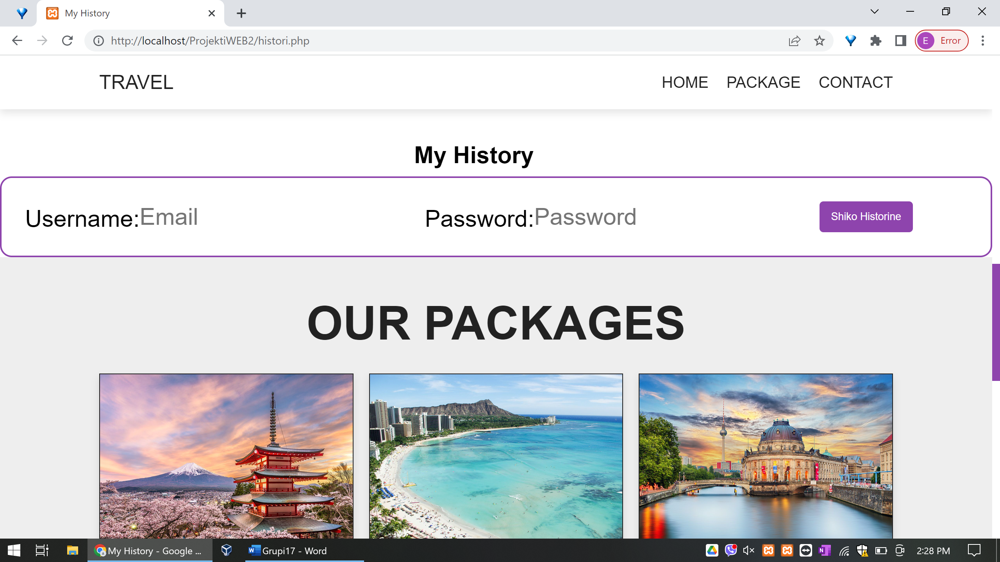 My History
http://localhost/ProjektiWEB2/histori.php
E Error
TRAVEL
HOME PACKAGE CONTACT
My History
Username: Email Password: Password Shiko Historine
OUR PACKAGES
My History - Google ...
Grupi17 - Word
2:28 PM